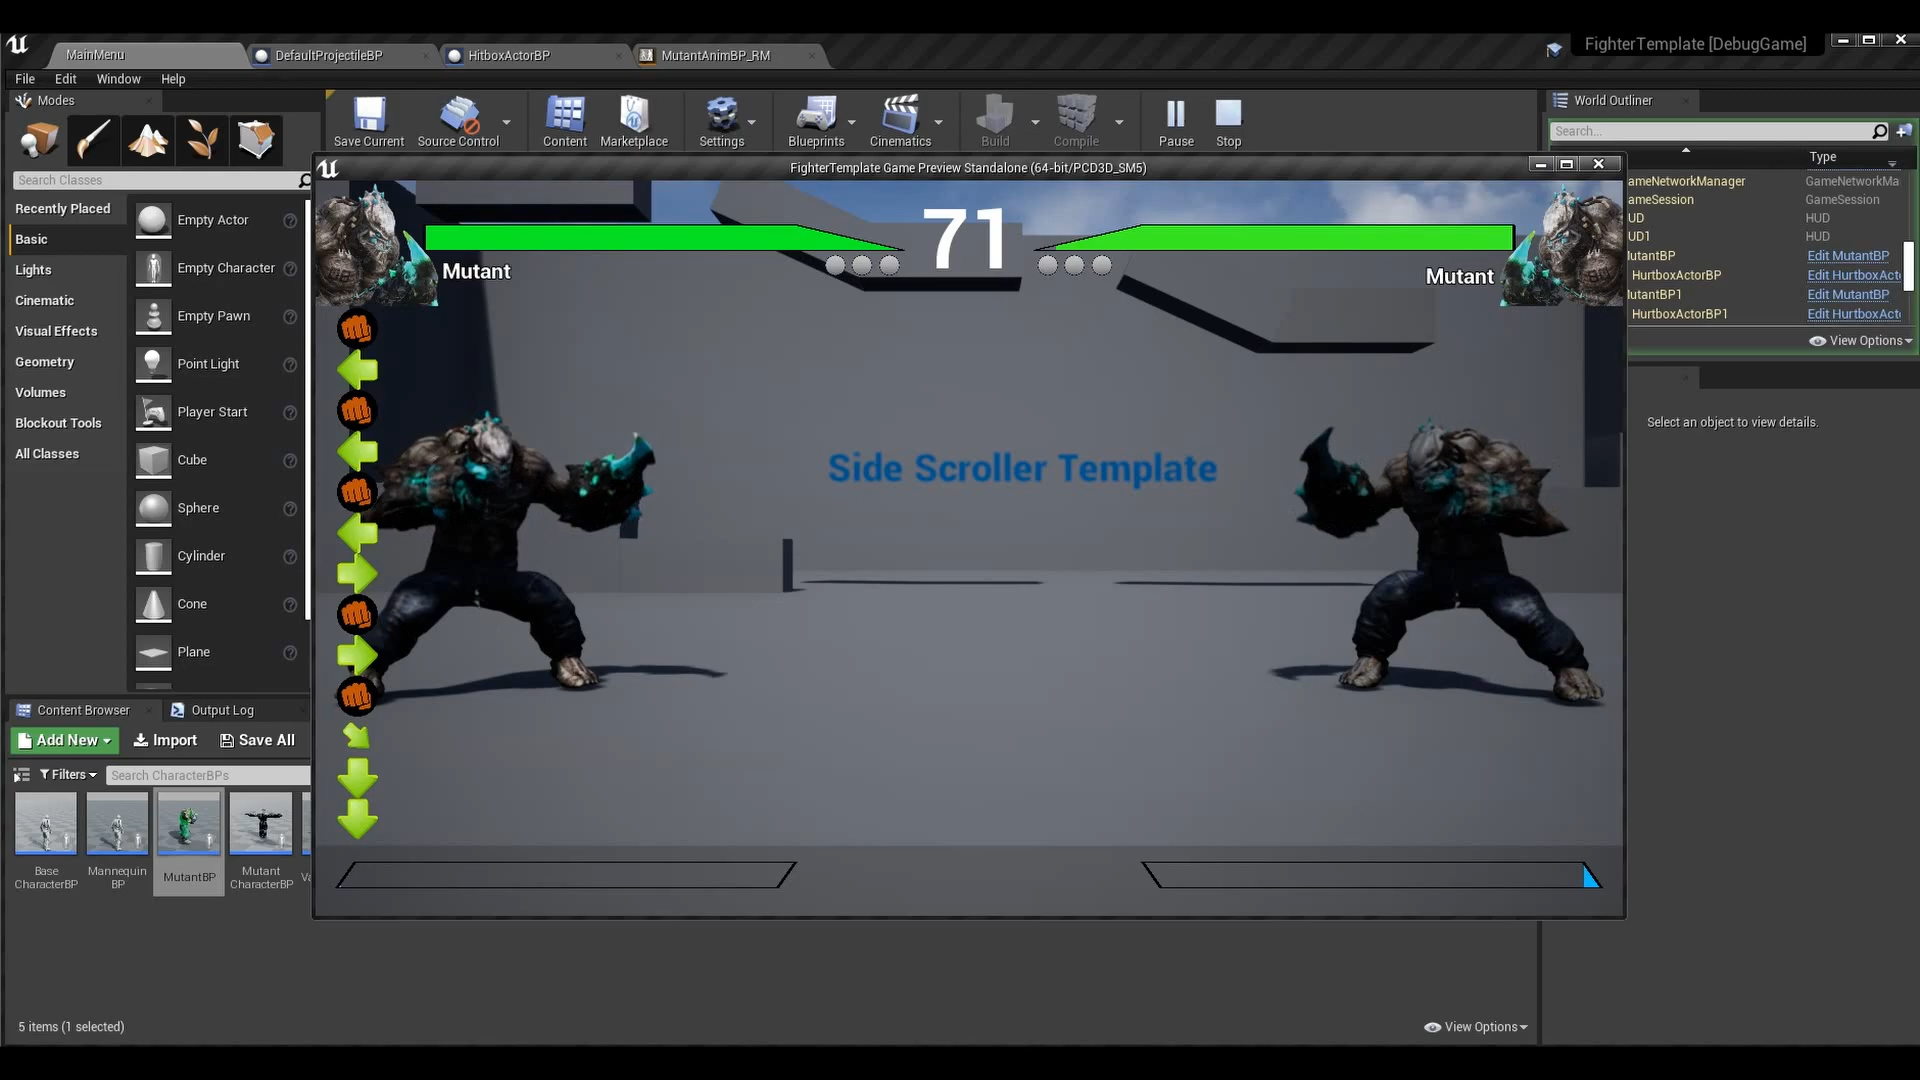 MainMenu
DefaultProjectileBP
HitboxActorBP
MutantAnimBP_RM
FighterTemplate [DebugGame]
File
Edit
Window
Help
Modes
Save Current
Source Control
Content
Marketplace
Settings
Blueprints
Cinematics
Build
Compile
Pause
Stop
World Outliner
Search...
Type
Search Classes
Recently Placed
Basic
Lights
Cinematic
Visual Effects
Geometry
Volumes
Blockout Tools
All Classes
Empty Actor
Empty Character
Empty Pawn
Point Light
Player Start
Cube
Sphere
Cylinder
Cone
Plane
FighterTemplate Game Preview Standalone (64-bit/PCD3D_SM5)
71
Mutant
Mutant
Side Scroller Template
ameNetworkManager GameNetworkMa
ameSession GameSession
UD HUD
UD1 HUD
utantBP Edit MutantBP
HurtboxActorBP Edit HurtboxActo
utantBP1 Edit MutantBP
HurtboxActorBP1 Edit HurtboxActo
View Options
Select an object to view details.
Content Browser
Output Log
Add New
Import
Save All
Filters
Search CharacterBPs
Base CharacterBP
Mannequin BP
MutantBP
Mutant CharacterBP
5 items (1 selected)
View Options